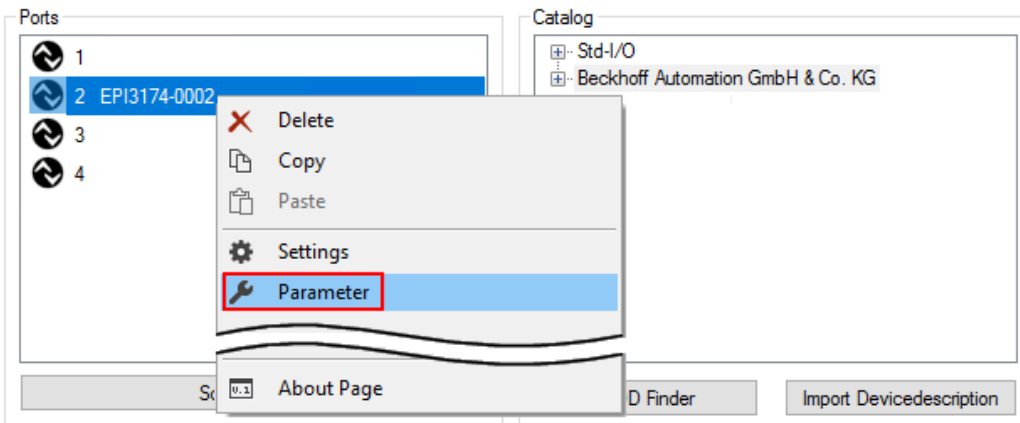 Ports
1
2 EPI3174-0002
3
4
Delete
Copy
Paste
Settings
Parameter
About Page
Catalog
Std-I/O
Beckhoff Automation GmbH & Co. KG
D Finder
Import Devicedescription